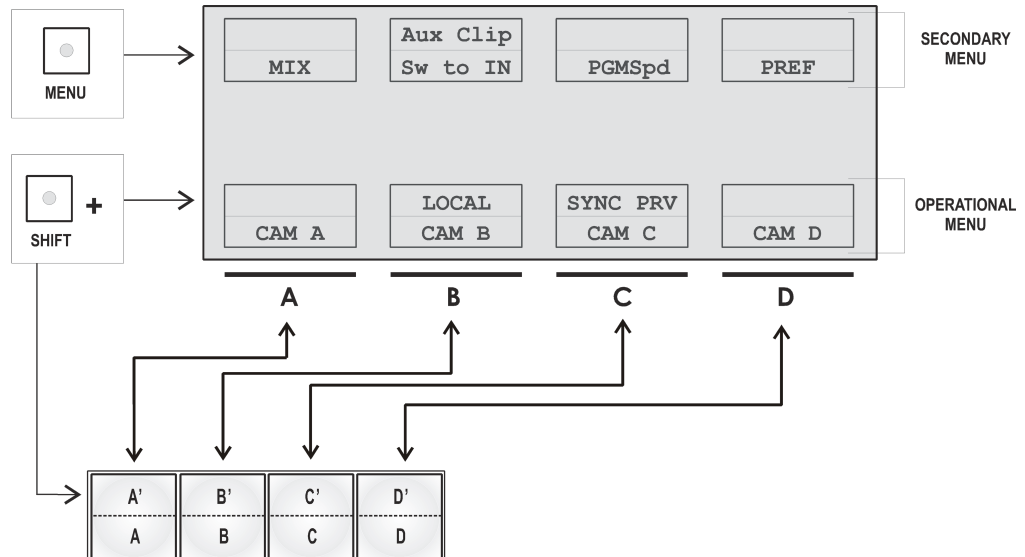 MENU
Aux Clip
MIX Sw to IN PGMSpd PREF
SECONDARY
MENU
SHIFT
+
LOCAL SYNC PRV
CAM A CAM B CAM C CAM D
OPERATIONAL
MENU
A B C D
A' B' C' D'
A B C D